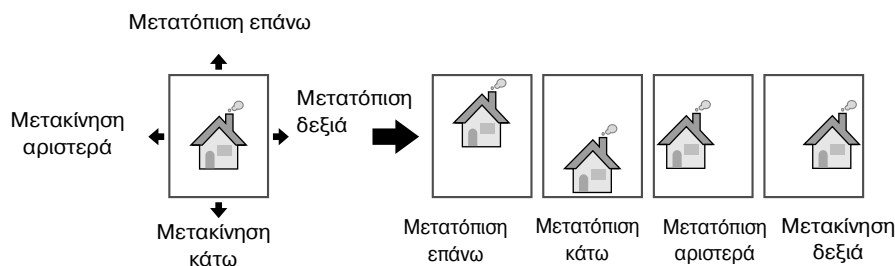 Μετατόπιση επάνω
Μετακίνηση
αριστερά
Μετατόπιση
δεξιά
Μετακίνηση
κάτω
Μετατόπιση
επάνω
Μετατόπιση
κάτω
Μετατόπιση
αριστερά
Μετακίνηση
δεξιά